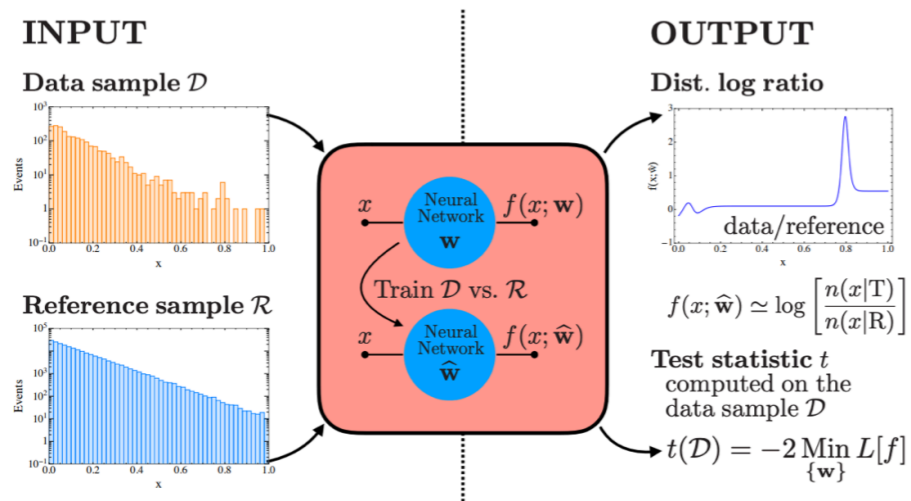 INPUT
Data sample 𝒟
10³
10²
10¹
1
10⁻¹
Events
0.0 0.2 0.4 0.6 0.8 1.0
x
Reference sample ℛ
10⁵
10³
10²
10¹
1
10⁻¹
Events
0.0 0.2 0.4 0.6 0.8 1.0
x
x
Neural
Network
w
f(x; w)
Train 𝒟 vs. ℛ
x
Neural
Network
ŵ
f(x; ŵ)
OUTPUT
Dist. log ratio
3
2
1
0
-1
f(x;ŵ)
data/reference
0.0 0.2 0.4 0.6 0.8 1.0
x
f(x; ŵ) ≃ log [ n(x|T) / n(x|R) ]
Test statistic t
computed on the
data sample 𝒟
t(𝒟) = −2 Min L[f]
{w}